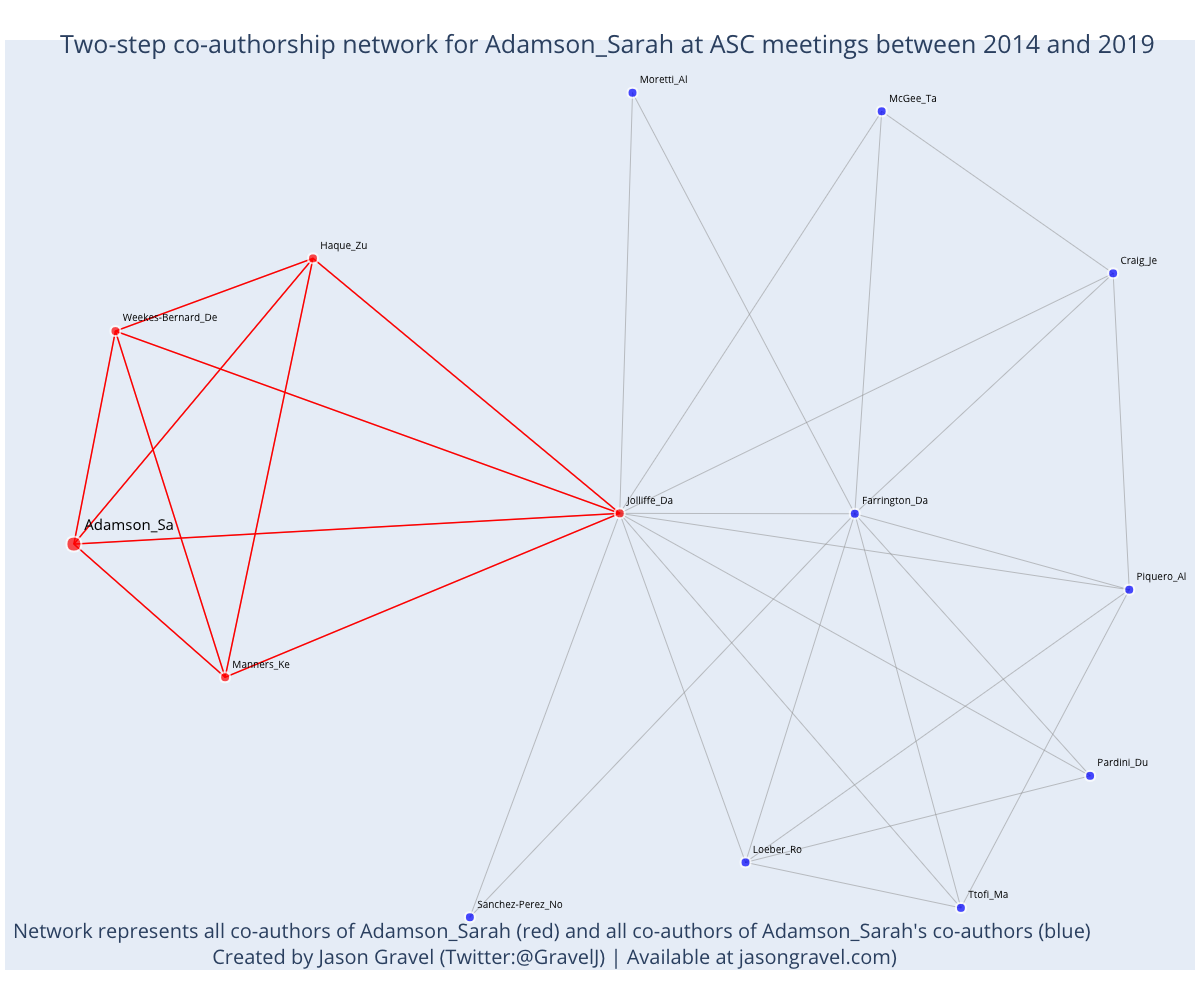 Two-step co-authorship network for Adamson_Sarah at ASC meetings between 2014 and 2019
Moretti_Al
McGee_Ta
Haque_Zu
Craig_Je
Weekes-Bernard_De
Jolliffe_Da
Farrington_Da
Adamson_Sa
Piquero_Al
Manners_Ke
Pardini_Du
Loeber_Ro
Ttofi_Ma
Sanchez-Perez_No
Network represents all co-authors of Adamson_Sarah (red) and all co-authors of Adamson_Sarah's co-authors (blue)
Created by Jason Gravel (Twitter:@GravelJ) | Available at jasongravel.com)